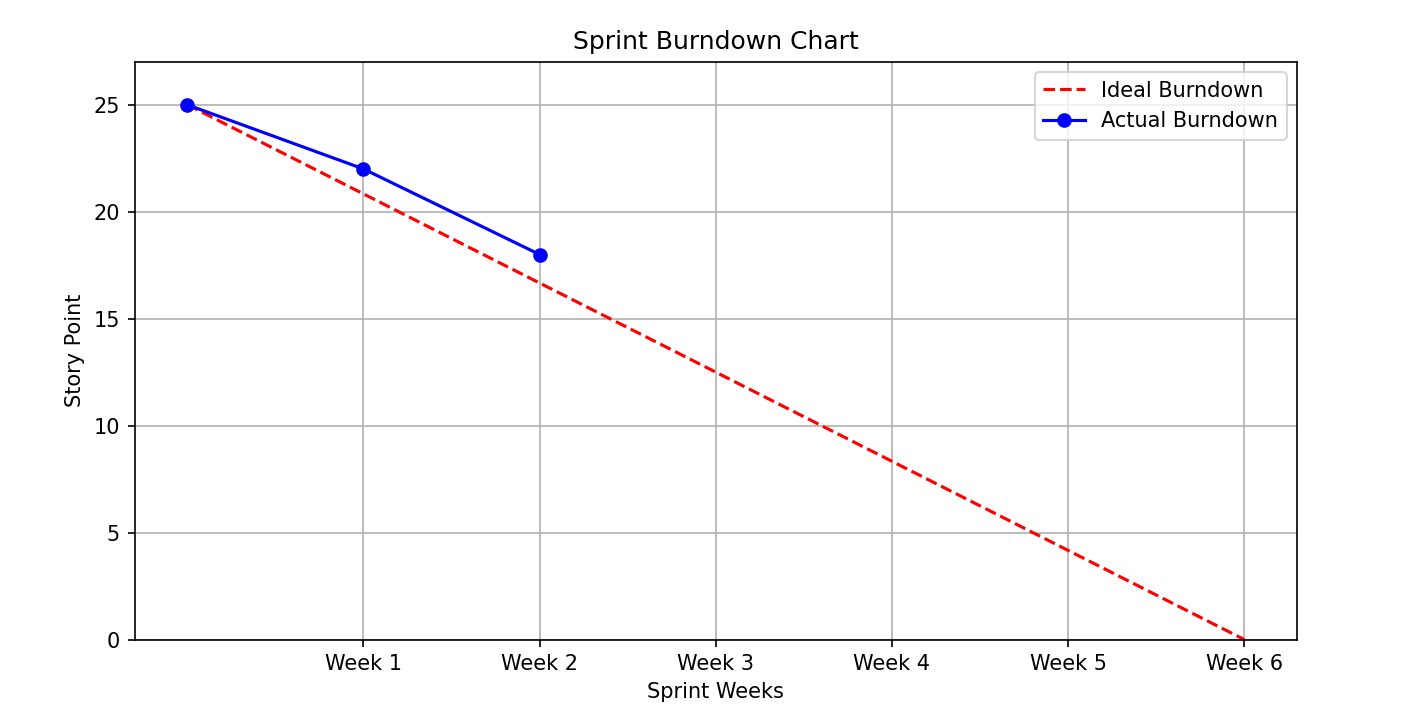 Sprint Burndown Chart
Ideal Burndown
Actual Burndown
25
20
15
10
5
0
Story Point
Week 1
Week 2
Week 3
Week 4
Week 5
Week 6
Sprint Weeks